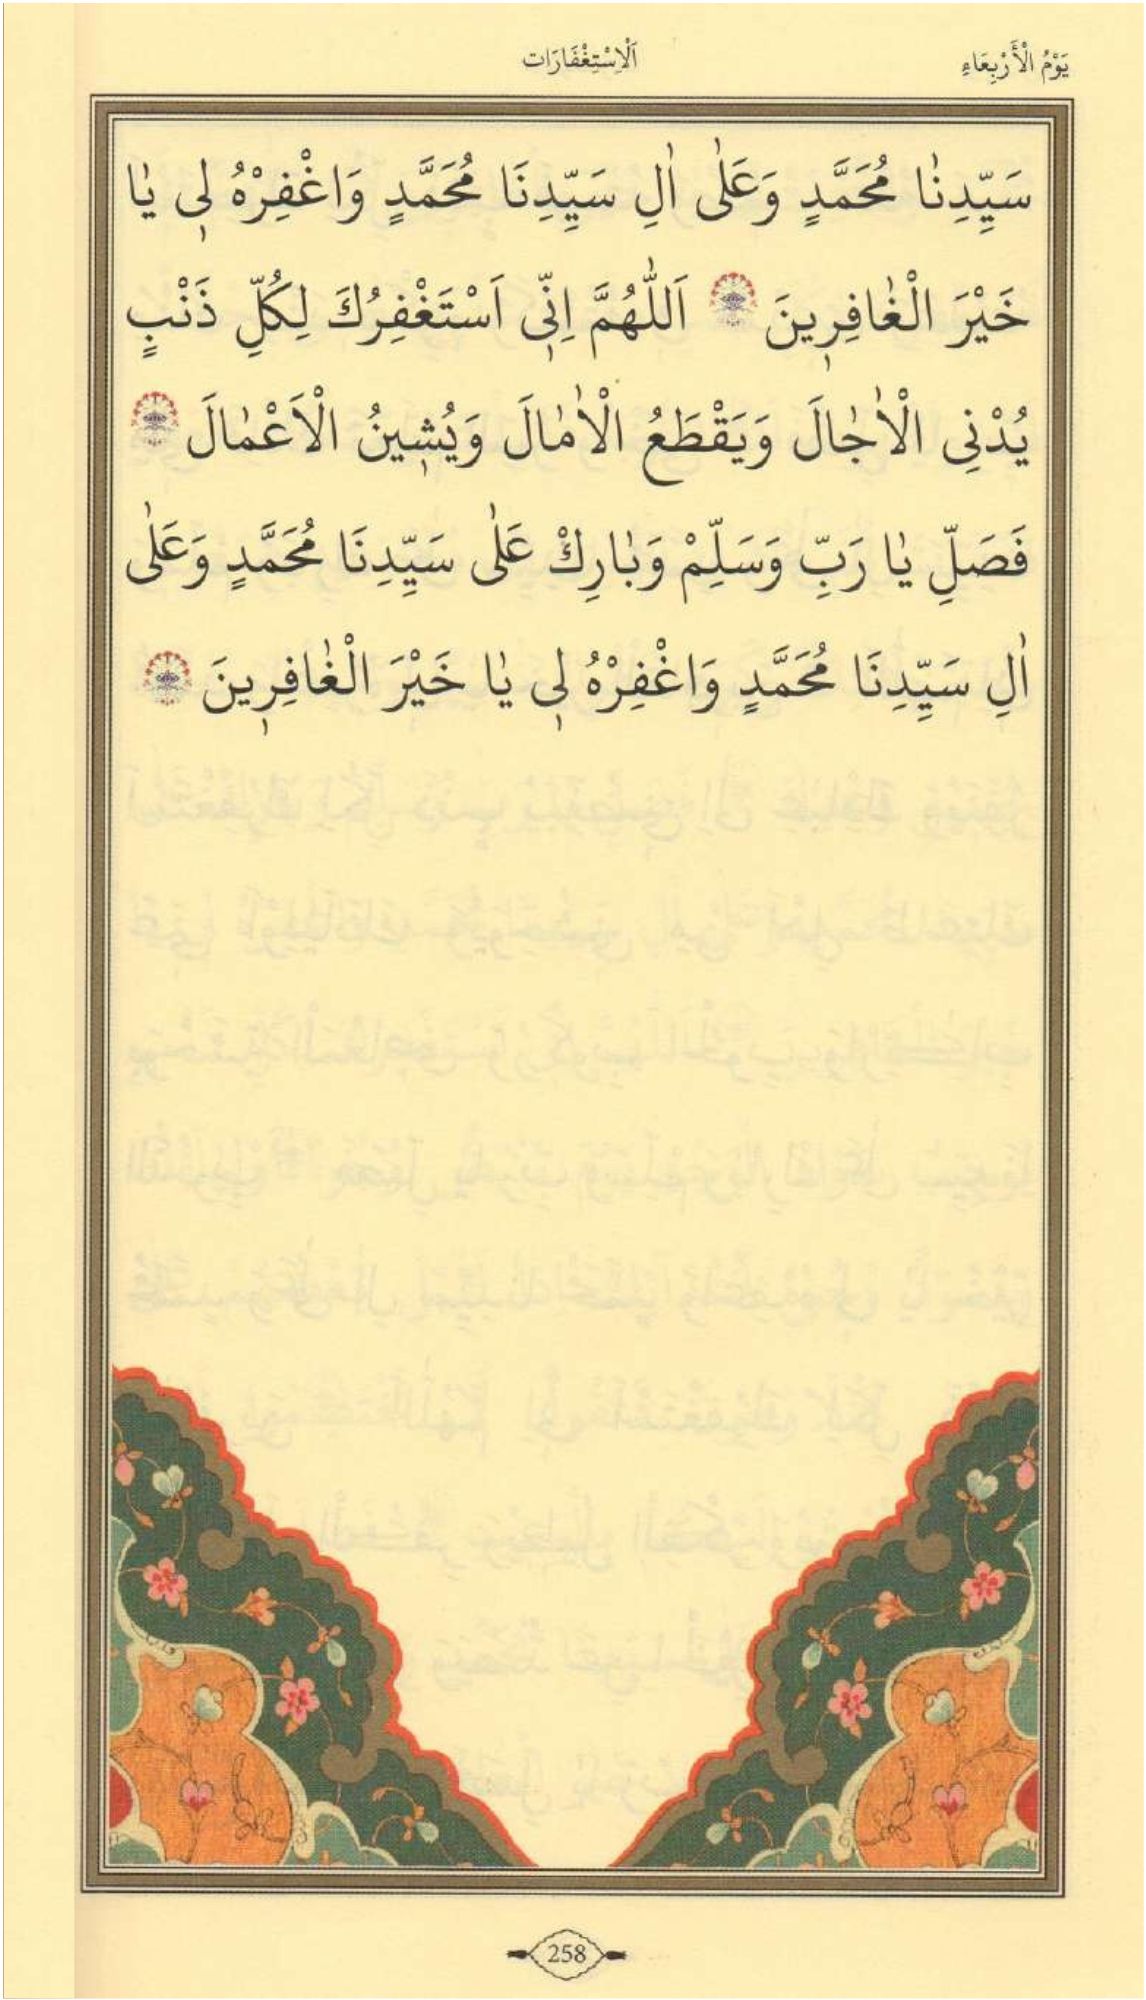 يَوْمُ الْأَرْبِعَاءِ
اَلْاِسْتِغْفَارَات
سَيِّدِنٰا مُحَمَّدٍ وَعَلٰى اٰلِ سَيِّدِنَا مُحَمَّدٍ وَاغْفِرْهُ لٖى يٰا
خَيْرَ الْغٰافِرٖينَ اَللّٰهُمَّ اِنّٖى اَسْتَغْفِرُكَ لِكُلِّ ذَنْبٍ
يُدْنِى الْاٰجٰالَ وَيَقْطَعُ الْاٰمٰالَ وَيُشٖينُ الْاَعْمٰالَ
فَصَلِّ يٰا رَبِّ وَسَلِّمْ وَبٰارِكْ عَلٰى سَيِّدِنَا مُحَمَّدٍ وَعَلٰى
اٰلِ سَيِّدِنَا مُحَمَّدٍ وَاغْفِرْهُ لٖى يٰا خَيْرَ الْغٰافِرٖينَ
258